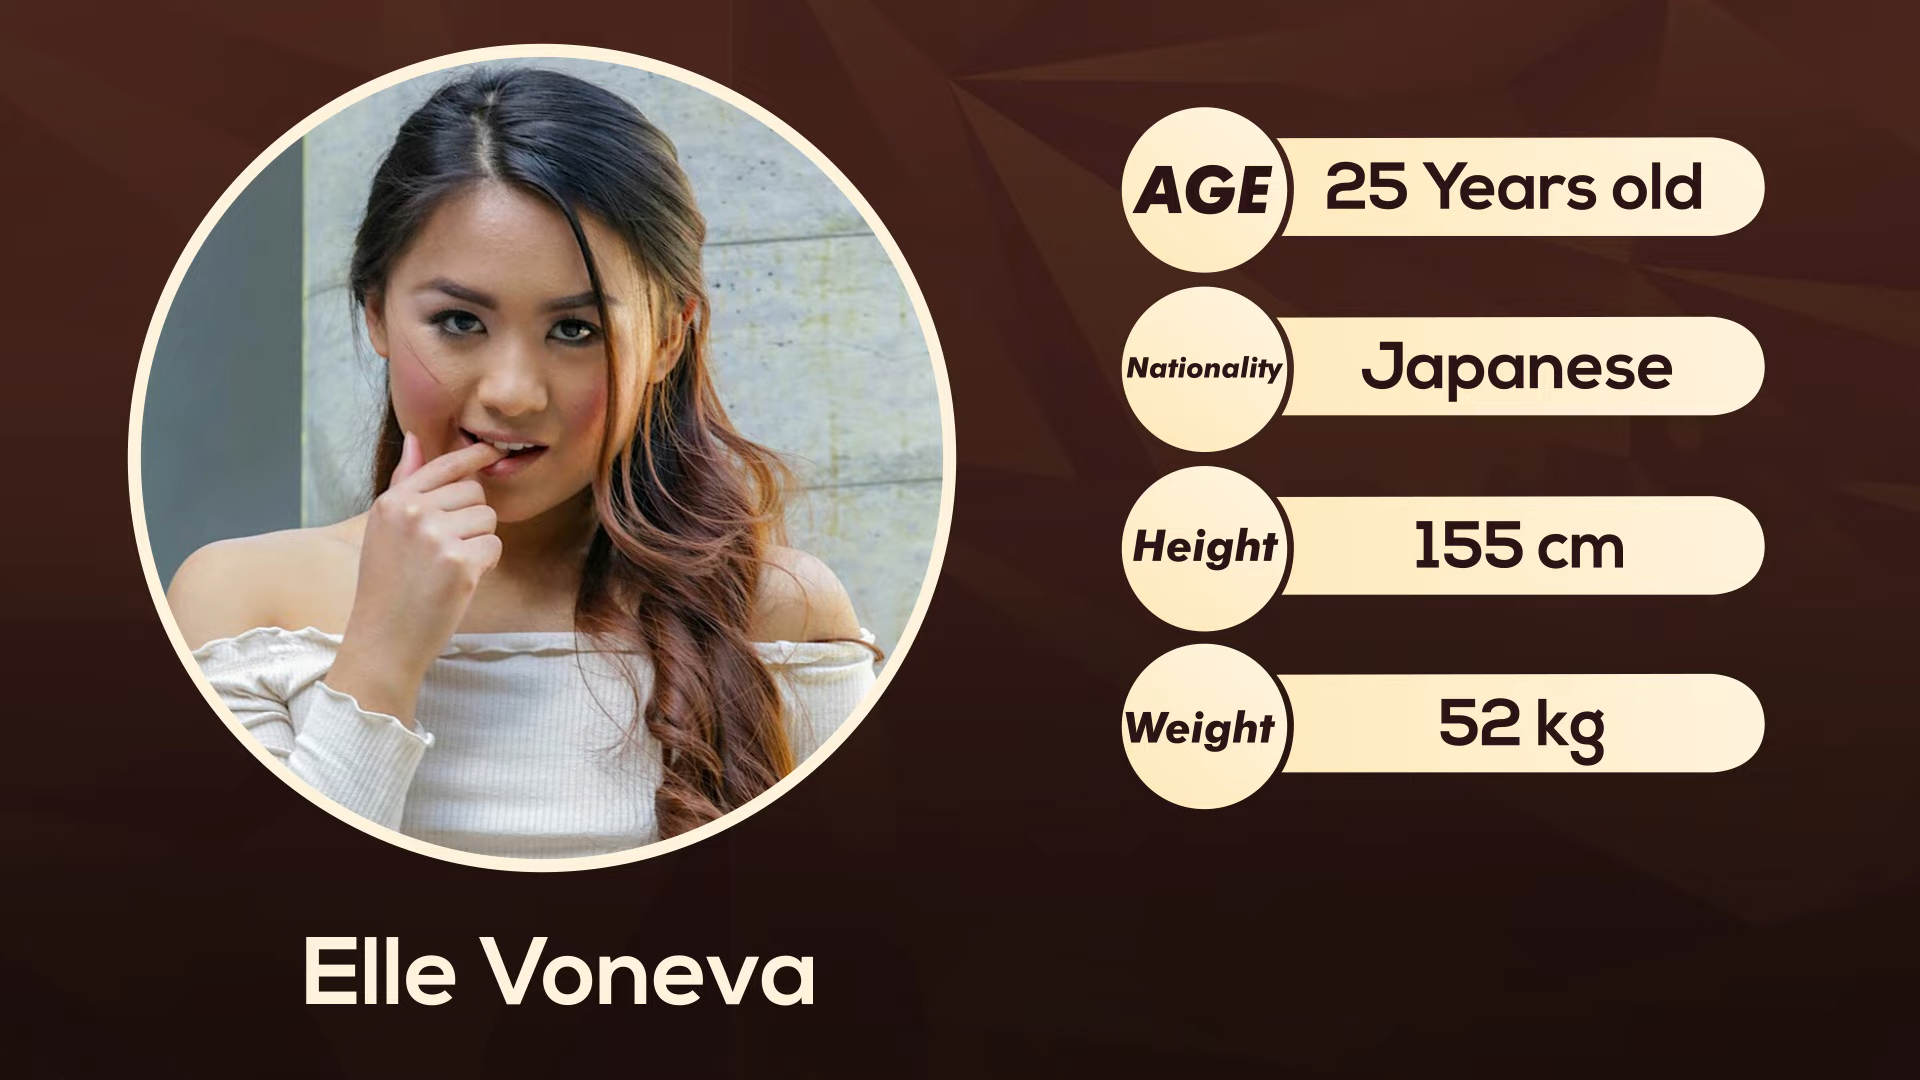 AGE 25 Years old
Nationality Japanese
Height 155 cm
Weight 52 kg
Elle Voneva